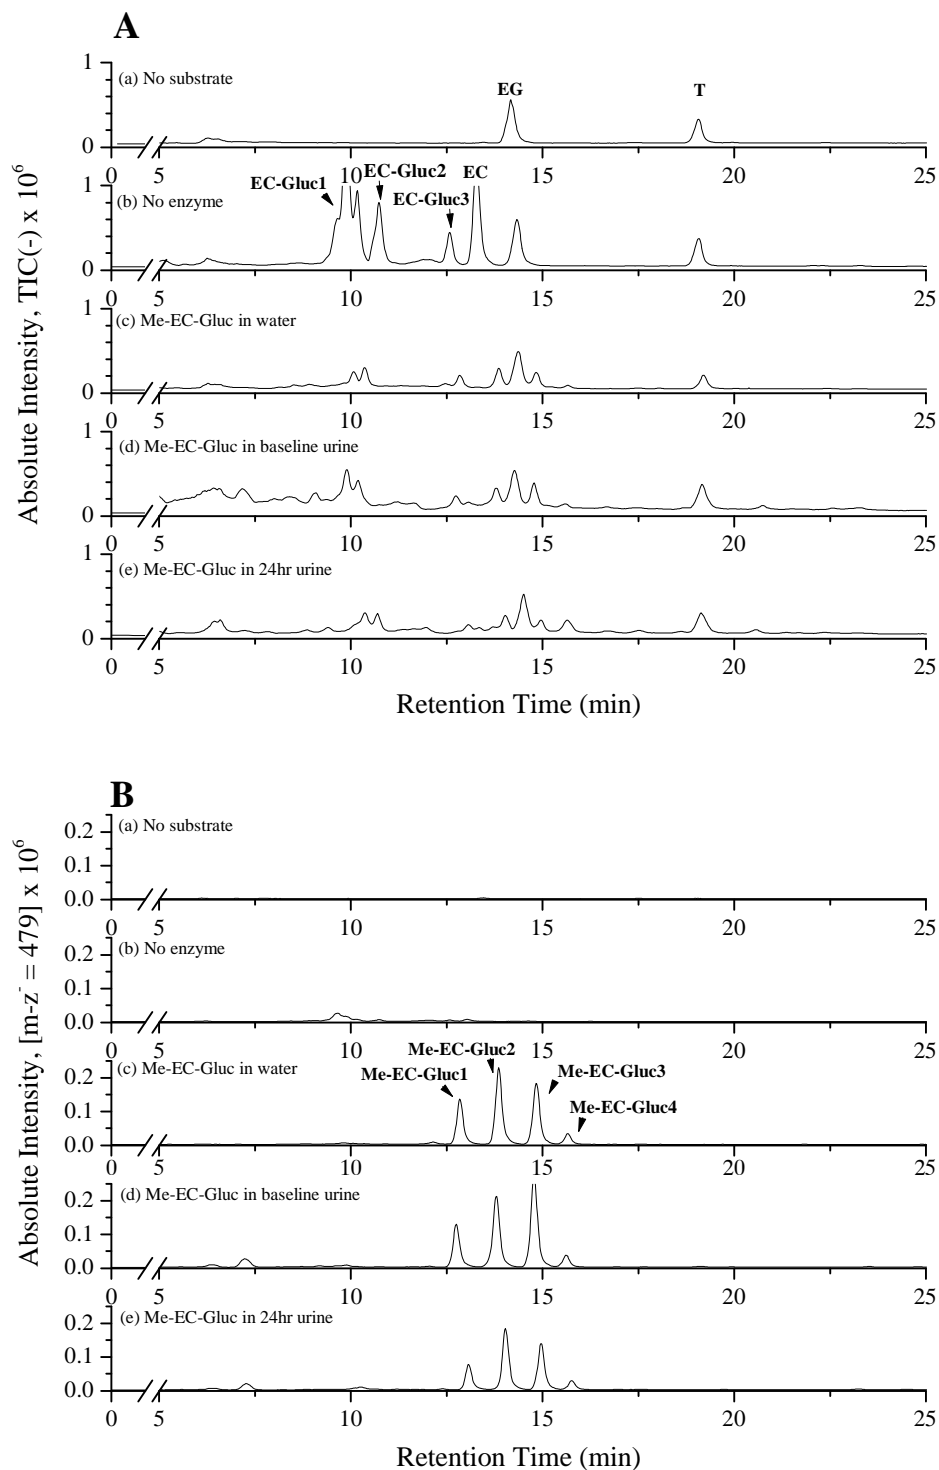 A
Absolute Intensity, TIC(-) x 10⁶
1
(a) No substrate
EG
T
0
0 5 10 15 20 25
EC-Gluc1
EC-Gluc2
EC
EC-Gluc3
1
(b) No enzyme
0
0 5 10 15 20 25
1
(c) Me-EC-Gluc in water
0
0 5 10 15 20 25
1
(d) Me-EC-Gluc in baseline urine
0
0 5 10 15 20 25
1
(e) Me-EC-Gluc in 24hr urine
0
0 5 10 15 20 25
Retention Time (min)
B
Absolute Intensity, [m-z⁻ = 479] x 10⁶
(a) No substrate
0.2
0.1
0.0
0 5 10 15 20 25
(b) No enzyme
0.2
0.1
0.0
0 5 10 15 20 25
Me-EC-Gluc2
(c) Me-EC-Gluc in water
Me-EC-Gluc1
Me-EC-Gluc3
Me-EC-Gluc4
0.2
0.1
0.0
0 5 10 15 20 25
(d) Me-EC-Gluc in baseline urine
0.2
0.1
0.0
0 5 10 15 20 25
(e) Me-EC-Gluc in 24hr urine
0.2
0.1
0.0
0 5 10 15 20 25
Retention Time (min)